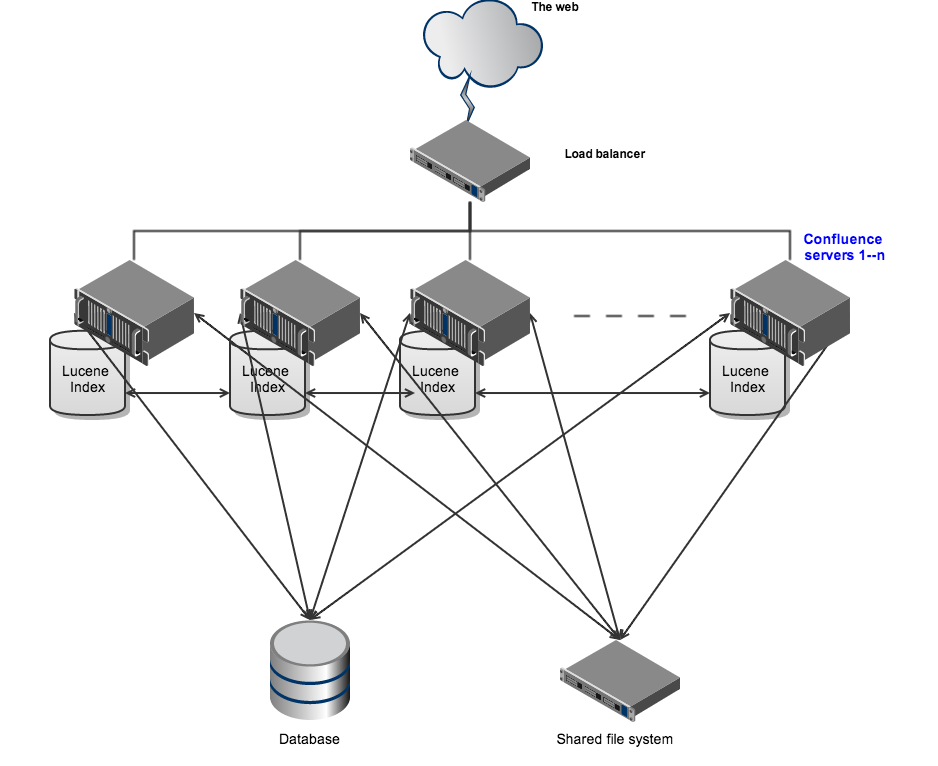 The web
Load balancer
Confluence
servers 1--n
Lucene
Index
Lucene
Index
Lucene
Index
Lucene
Index
Database
Shared file system